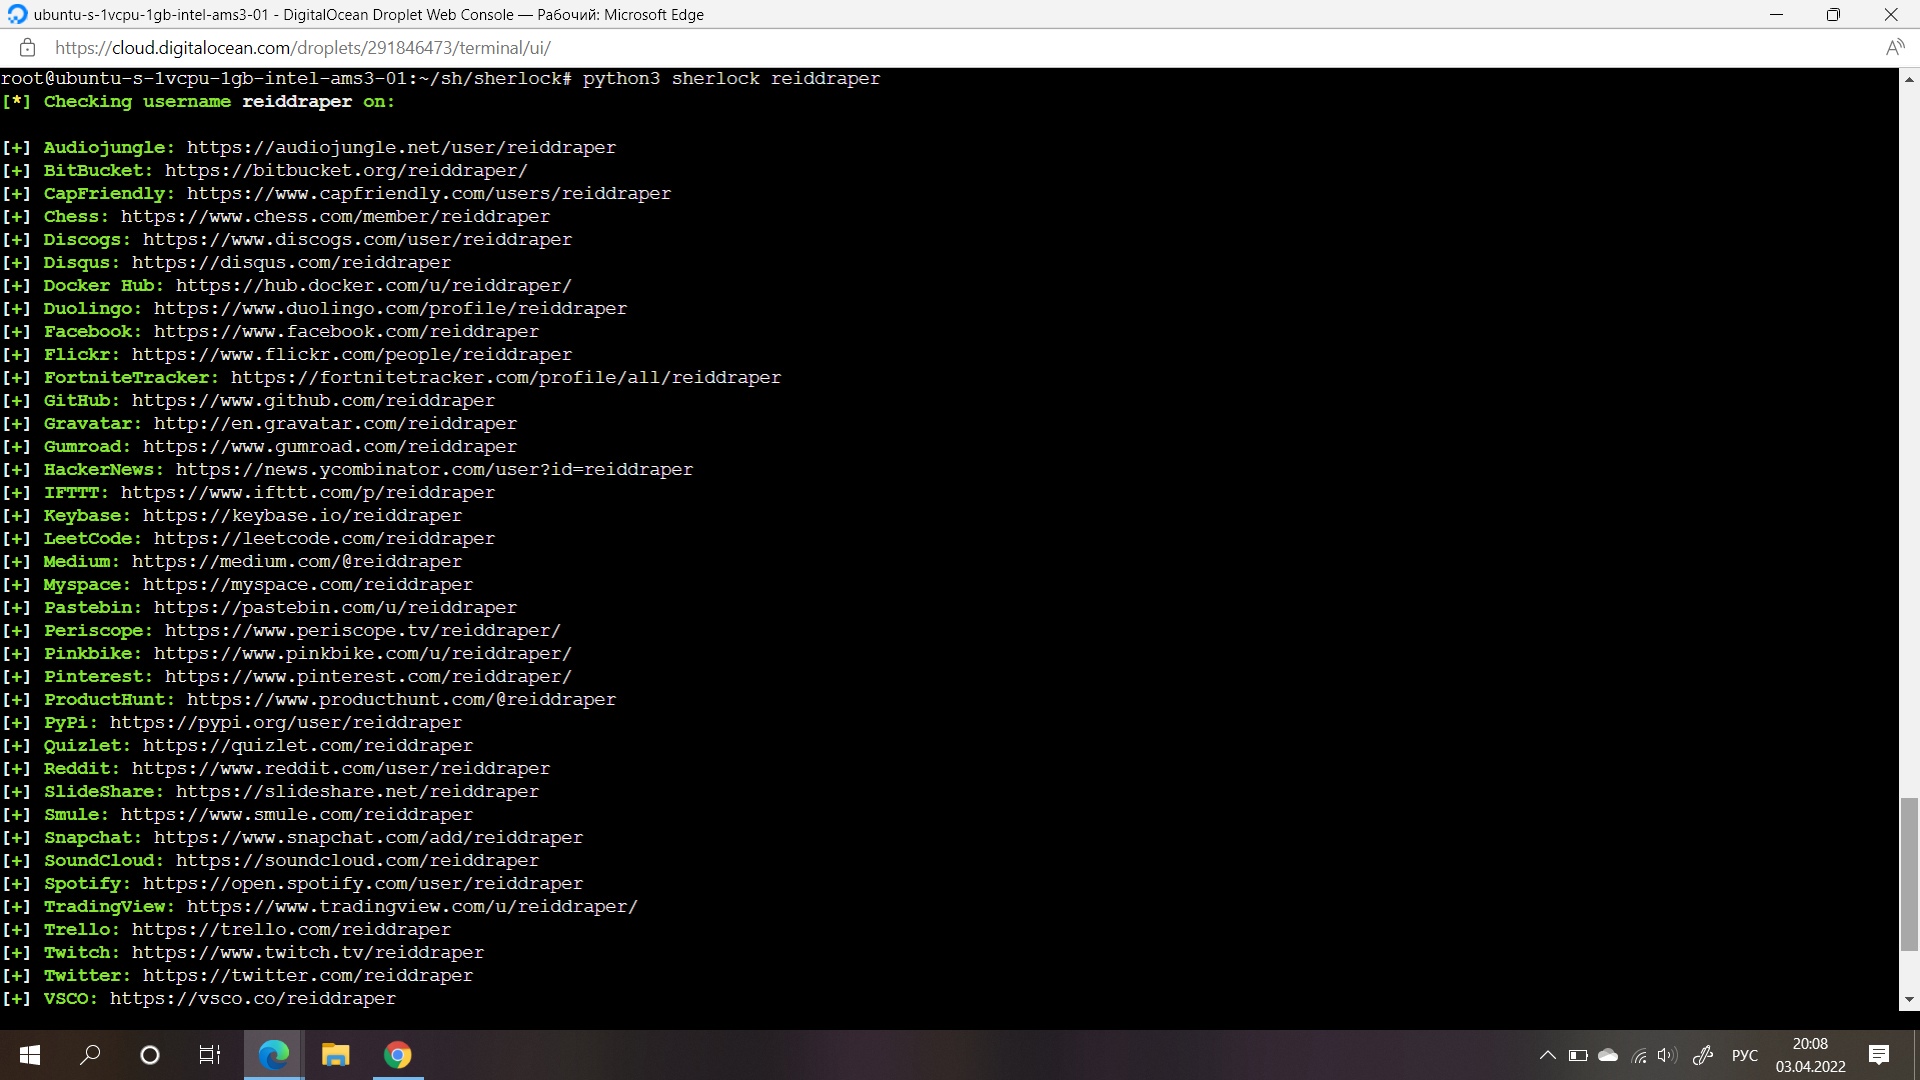 ubuntu-s-1vcpu-1gb-intel-ams3-01 - DigitalOcean Droplet Web Console — Рабочий: Microsoft Edge
https://cloud.digitalocean.com/droplets/291846473/terminal/ui/
root@ubuntu-s-1vcpu-1gb-intel-ams3-01:~/sh/sherlock# python3 sherlock reiddraper
[*] Checking username reiddraper on:
[+] Audiojungle: https://audiojungle.net/user/reiddraper
[+] BitBucket: https://bitbucket.org/reiddraper/
[+] CapFriendly: https://www.capfriendly.com/users/reiddraper
[+] Chess: https://www.chess.com/member/reiddraper
[+] Discogs: https://www.discogs.com/user/reiddraper
[+] Disqus: https://disqus.com/reiddraper
[+] Docker Hub: https://hub.docker.com/u/reiddraper/
[+] Duolingo: https://www.duolingo.com/profile/reiddraper
[+] Facebook: https://www.facebook.com/reiddraper
[+] Flickr: https://www.flickr.com/people/reiddraper
[+] FortniteTracker: https://fortnitetracker.com/profile/all/reiddraper
[+] GitHub: https://www.github.com/reiddraper
[+] Gravatar: http://en.gravatar.com/reiddraper
[+] Gumroad: https://www.gumroad.com/reiddraper
[+] HackerNews: https://news.ycombinator.com/user?id=reiddraper
[+] IFTTT: https://www.ifttt.com/p/reiddraper
[+] Keybase: https://keybase.io/reiddraper
[+] LeetCode: https://leetcode.com/reiddraper
[+] Medium: https://medium.com/@reiddraper
[+] Myspace: https://myspace.com/reiddraper
[+] Pastebin: https://pastebin.com/u/reiddraper
[+] Periscope: https://www.periscope.tv/reiddraper/
[+] Pinkbike: https://www.pinkbike.com/u/reiddraper/
[+] Pinterest: https://www.pinterest.com/reiddraper/
[+] ProductHunt: https://www.producthunt.com/@reiddraper
[+] PyPi: https://pypi.org/user/reiddraper
[+] Quizlet: https://quizlet.com/reiddraper
[+] Reddit: https://www.reddit.com/user/reiddraper
[+] SlideShare: https://slideshare.net/reiddraper
[+] Smule: https://www.smule.com/reiddraper
[+] Snapchat: https://www.snapchat.com/add/reiddraper
[+] SoundCloud: https://soundcloud.com/reiddraper
[+] Spotify: https://open.spotify.com/user/reiddraper
[+] TradingView: https://www.tradingview.com/u/reiddraper/
[+] Trello: https://trello.com/reiddraper
[+] Twitch: https://www.twitch.tv/reiddraper
[+] Twitter: https://twitter.com/reiddraper
[+] VSCO: https://vsco.co/reiddraper
РУС
20:08
03.04.2022